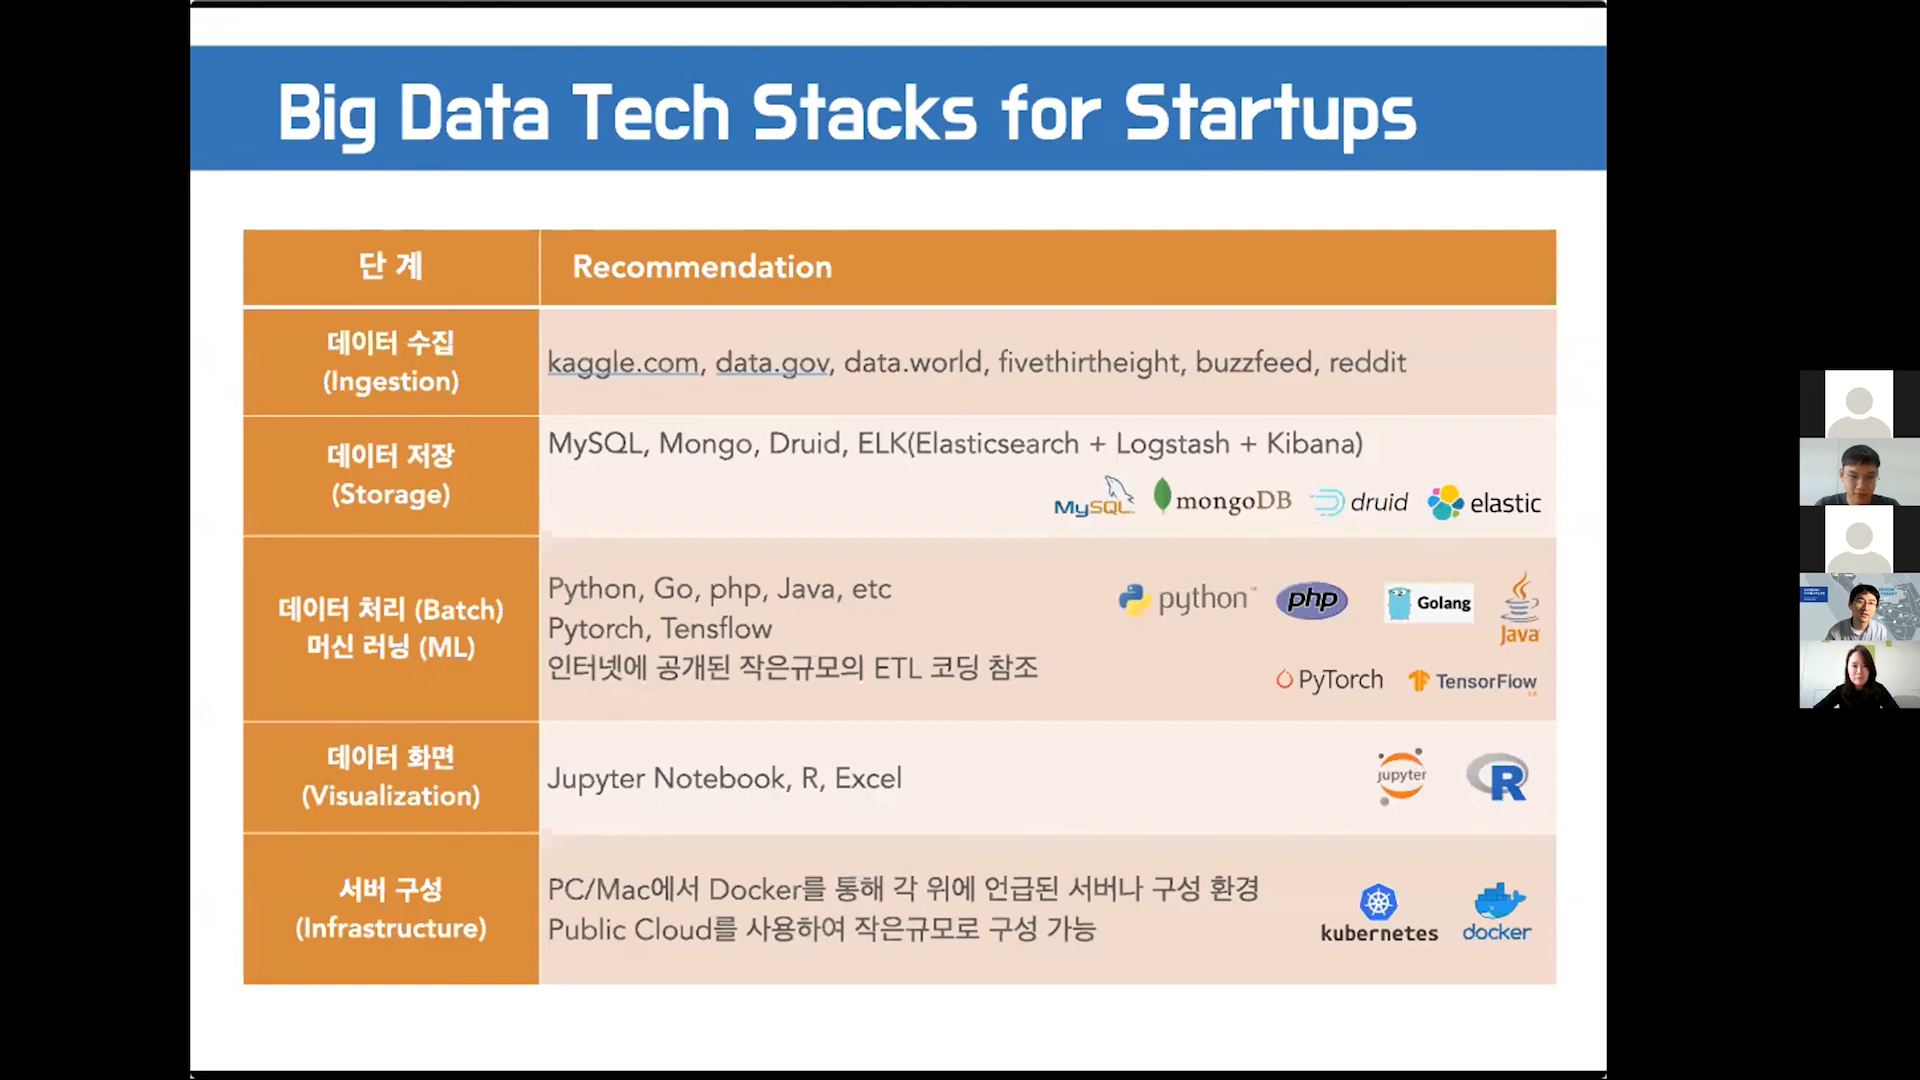 Big Data Tech Stacks for Startups
단 계
Recommendation
데이터 수집
(Ingestion)
kaggle.com, data.gov, data.world, fivethirtheight, buzzfeed, reddit
데이터 저장
(Storage)
MySQL, Mongo, Druid, ELK(Elasticsearch + Logstash + Kibana)
MySQL
mongoDB
druid
elastic
데이터 처리 (Batch)
머신 러닝 (ML)
Python, Go, php, Java, etc
Pytorch, Tensflow
인터넷에 공개된 작은규모의 ETL 코딩 참조
python
php
Golang
Java
PyTorch
TensorFlow
데이터 화면
(Visualization)
Jupyter Notebook, R, Excel
jupyter
R
서버 구성
(Infrastructure)
PC/Mac에서 Docker를 통해 각 위에 언급된 서버나 구성 환경
Public Cloud를 사용하여 작은규모로 구성 가능
kubernetes
docker